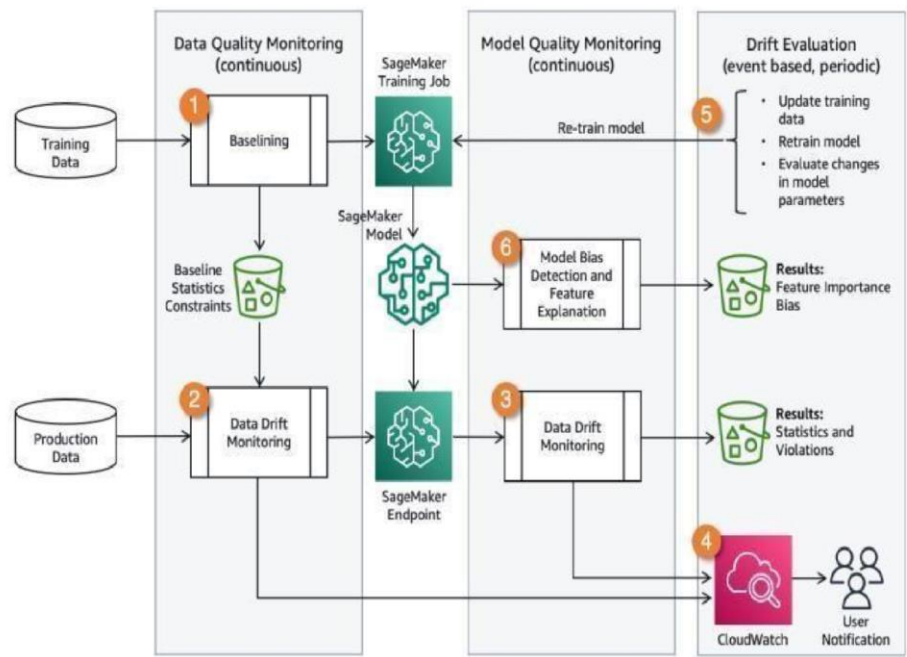 Data Quality Monitoring
(continuous)
SageMaker
Training Job
Model Quality Monitoring
(continuous)
Drift Evaluation
(event based, periodic)
1
Training
Data
Baselining
Re-train model
5
• Update training
data
• Retrain model
• Evaluate changes
in model
parameters
SageMaker
Model
Baseline
Statistics
Constraints
6
Model Bias
Detection and
Feature
Explanation
Results:
Feature Importance
Bias
2
Production
Data
Data Drift
Monitoring
SageMaker
Endpoint
3
Data Drift
Monitoring
Results:
Statistics and
Violations
4
CloudWatch
User
Notification